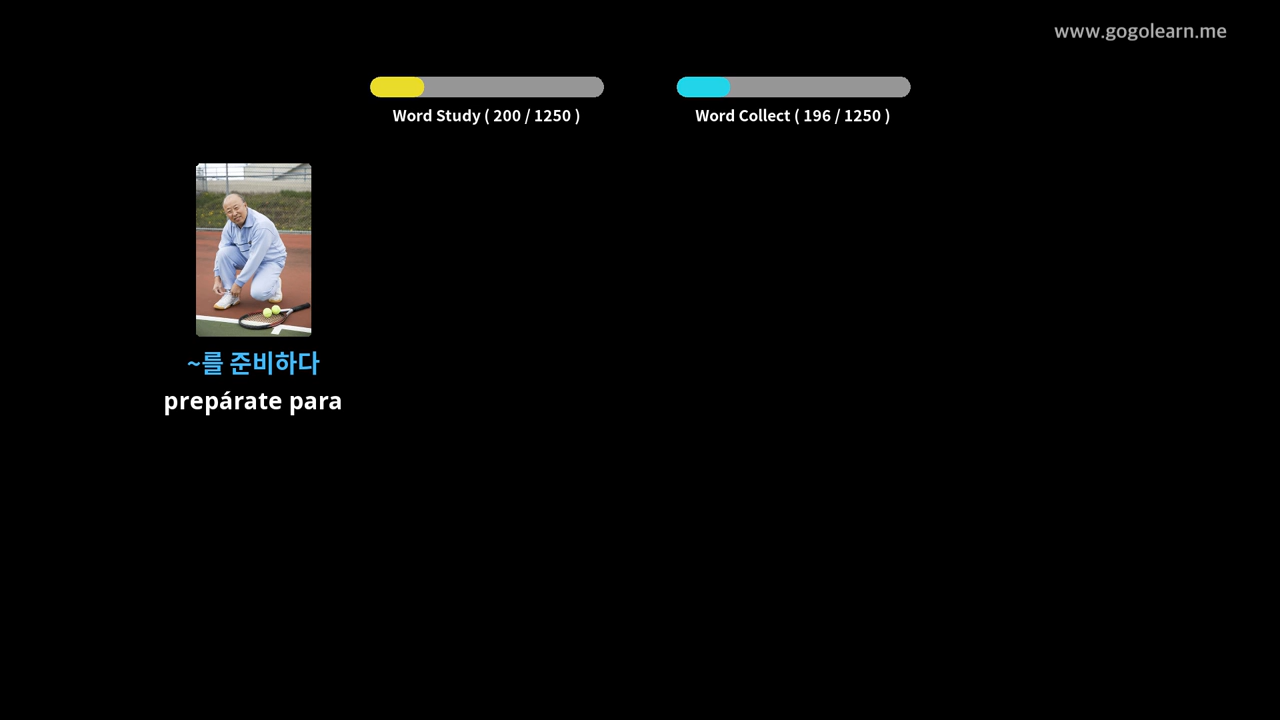 www.gogolearn.me
Word Study ( 200 / 1250 )
Word Collect ( 196 / 1250 )
~를 준비하다
prepárate para